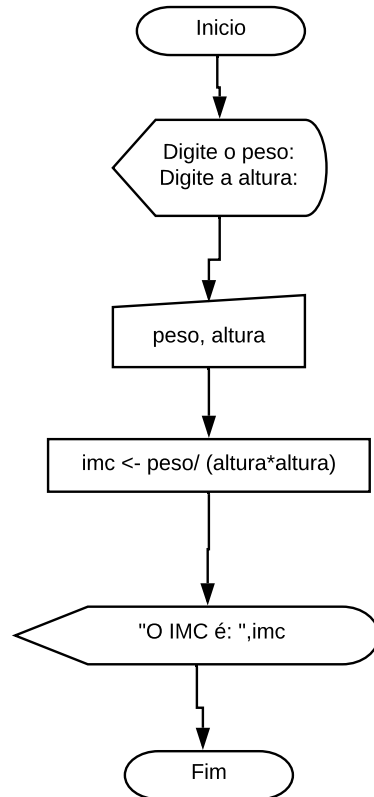 Inicio
Digite o peso:
Digite a altura:
peso, altura
imc <- peso/ (altura*altura)
"O IMC é: ",imc
Fim